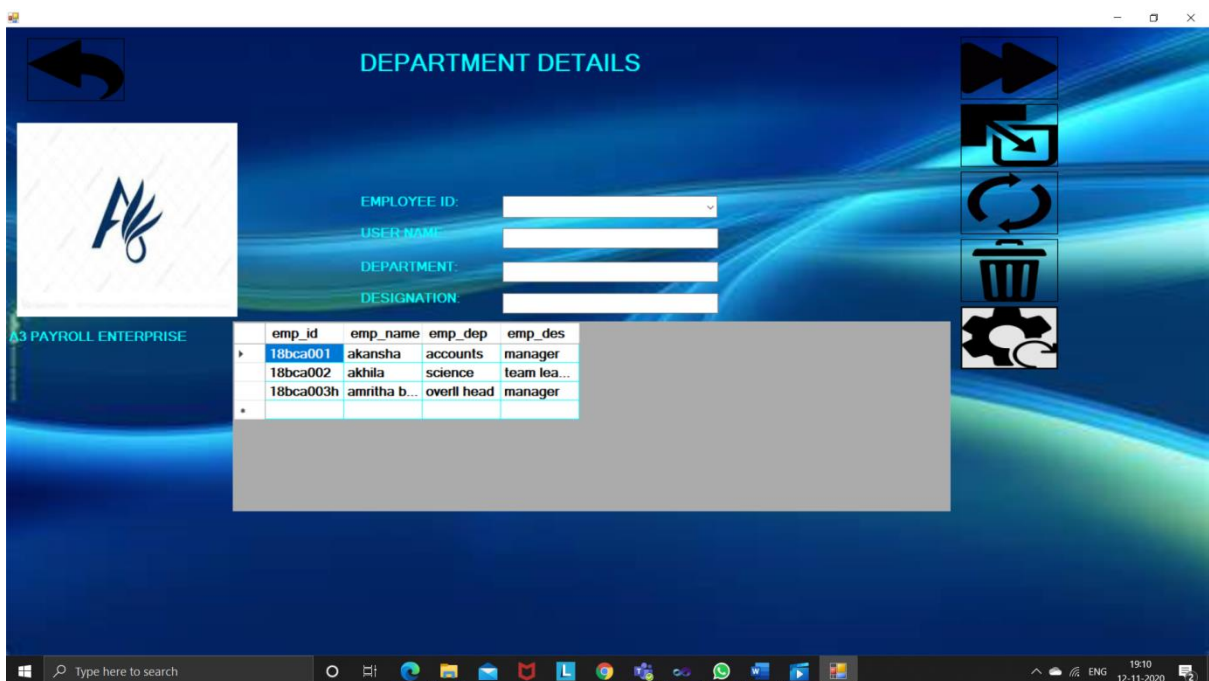 DEPARTMENT DETAILS
EMPLOYEE ID:
USER NAME
DEPARTMENT:
DESIGNATION:
A3 PAYROLL ENTERPRISE
emp_id emp_name emp_dep emp_des
18bca001 akansha accounts manager
18bca002 akhila science team lea...
18bca003h amritha b... overll head manager
Type here to search
ENG
19:10
12-11-2020